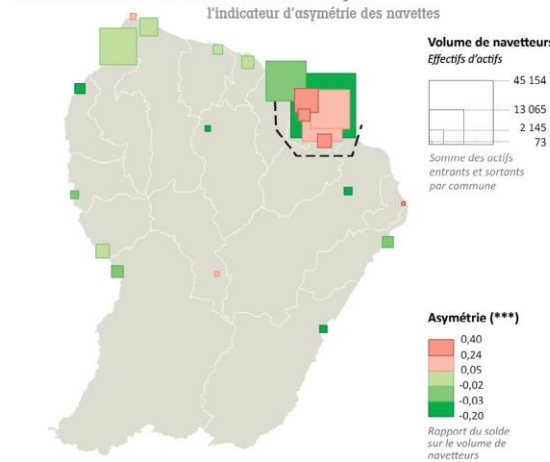 l'indicateur d'asymétrie des navettes
Volume de navetteurs
Effectifs d'actifs
45 154
13 065
2 145
73
Somme des actifs
entrants et sortants
par commune
Asymétrie (***)
0,40
0,24
0,05
-0,02
-0,03
-0,20
Rapport du solde
sur le volume de
navetteurs